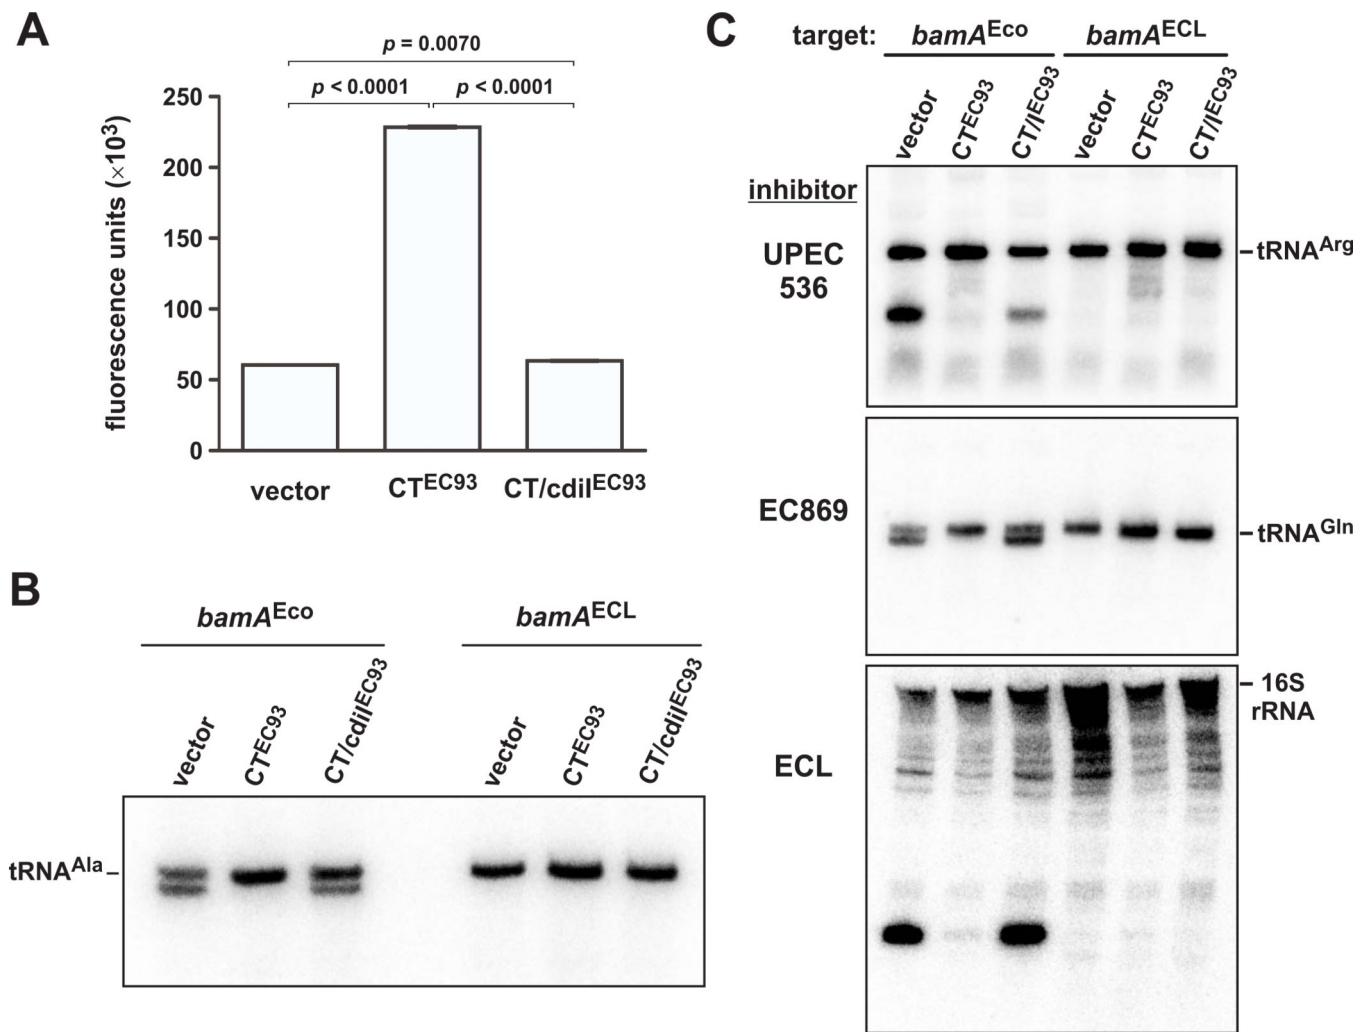 A
p = 0.0070
p < 0.0001 p < 0.0001
fluorescence units (×10³)
250
200
150
100
50
0
vector CTᴱᶜ⁹³ CT/cdiIᴱᶜ⁹³
B
bamAᴱᶜᵒ bamAᴱᶜᴸ
vector CTᴱᶜ⁹³ CT/cdiIᴱᶜ⁹³ vector CTᴱᶜ⁹³ CT/cdiIᴱᶜ⁹³
tRNAᴬˡᵃ
C
target: bamAᴱᶜᵒ bamAᴱᶜᴸ
vector CTᴱᶜ⁹³ CT/Iᴱᶜ⁹³ vector CTᴱᶜ⁹³ CT/Iᴱᶜ⁹³
inhibitor
UPEC
536
tRNAᴬʳᵍ
EC869
tRNAᴳˡⁿ
ECL
16S
rRNA